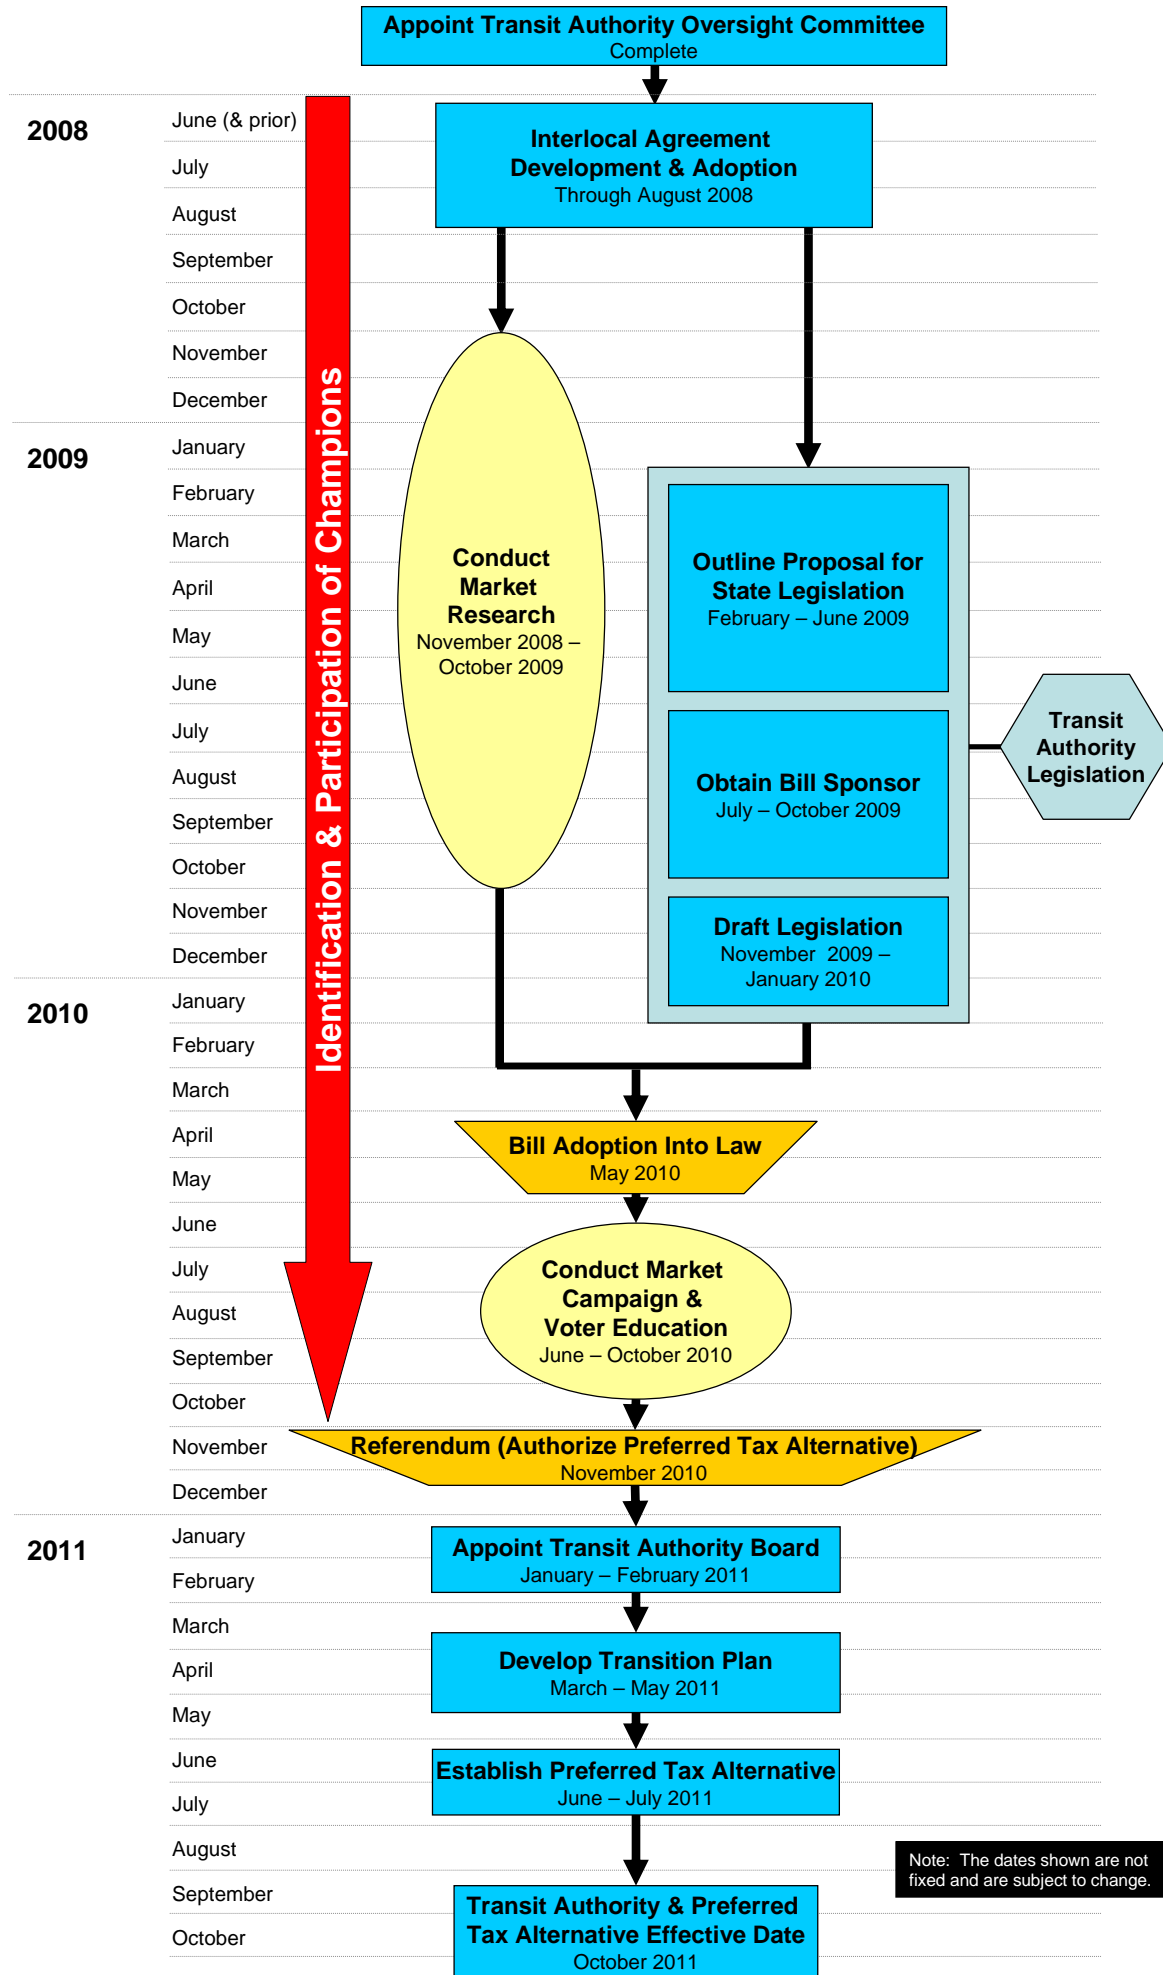 Appoint Transit Authority Oversight Committee
Complete
2008
June (& prior)
July
August
September
October
November
December
Interlocal Agreement
Development & Adoption
Through August 2008
2009
January
February
March
April
May
June
July
August
September
October
November
December
Identification & Participation of Champions
Conduct
Market
Research
November 2008 –
October 2009
Outline Proposal for
State Legislation
February – June 2009
Obtain Bill Sponsor
July – October 2009
Draft Legislation
November  2009 –
January 2010
Transit
Authority
Legislation
2010
January
February
March
April
May
June
July
August
September
October
November
December
Bill Adoption Into Law
May 2010
Conduct Market
Campaign &
Voter Education
June – October 2010
Referendum (Authorize Preferred Tax Alternative)
November 2010
2011
January
February
March
April
May
June
July
August
September
October
Appoint Transit Authority Board
January – February 2011
Develop Transition Plan
March – May 2011
Establish Preferred Tax Alternative
June – July 2011
Transit Authority & Preferred
Tax Alternative Effective Date
October 2011
Note:  The dates shown are not
fixed and are subject to change.